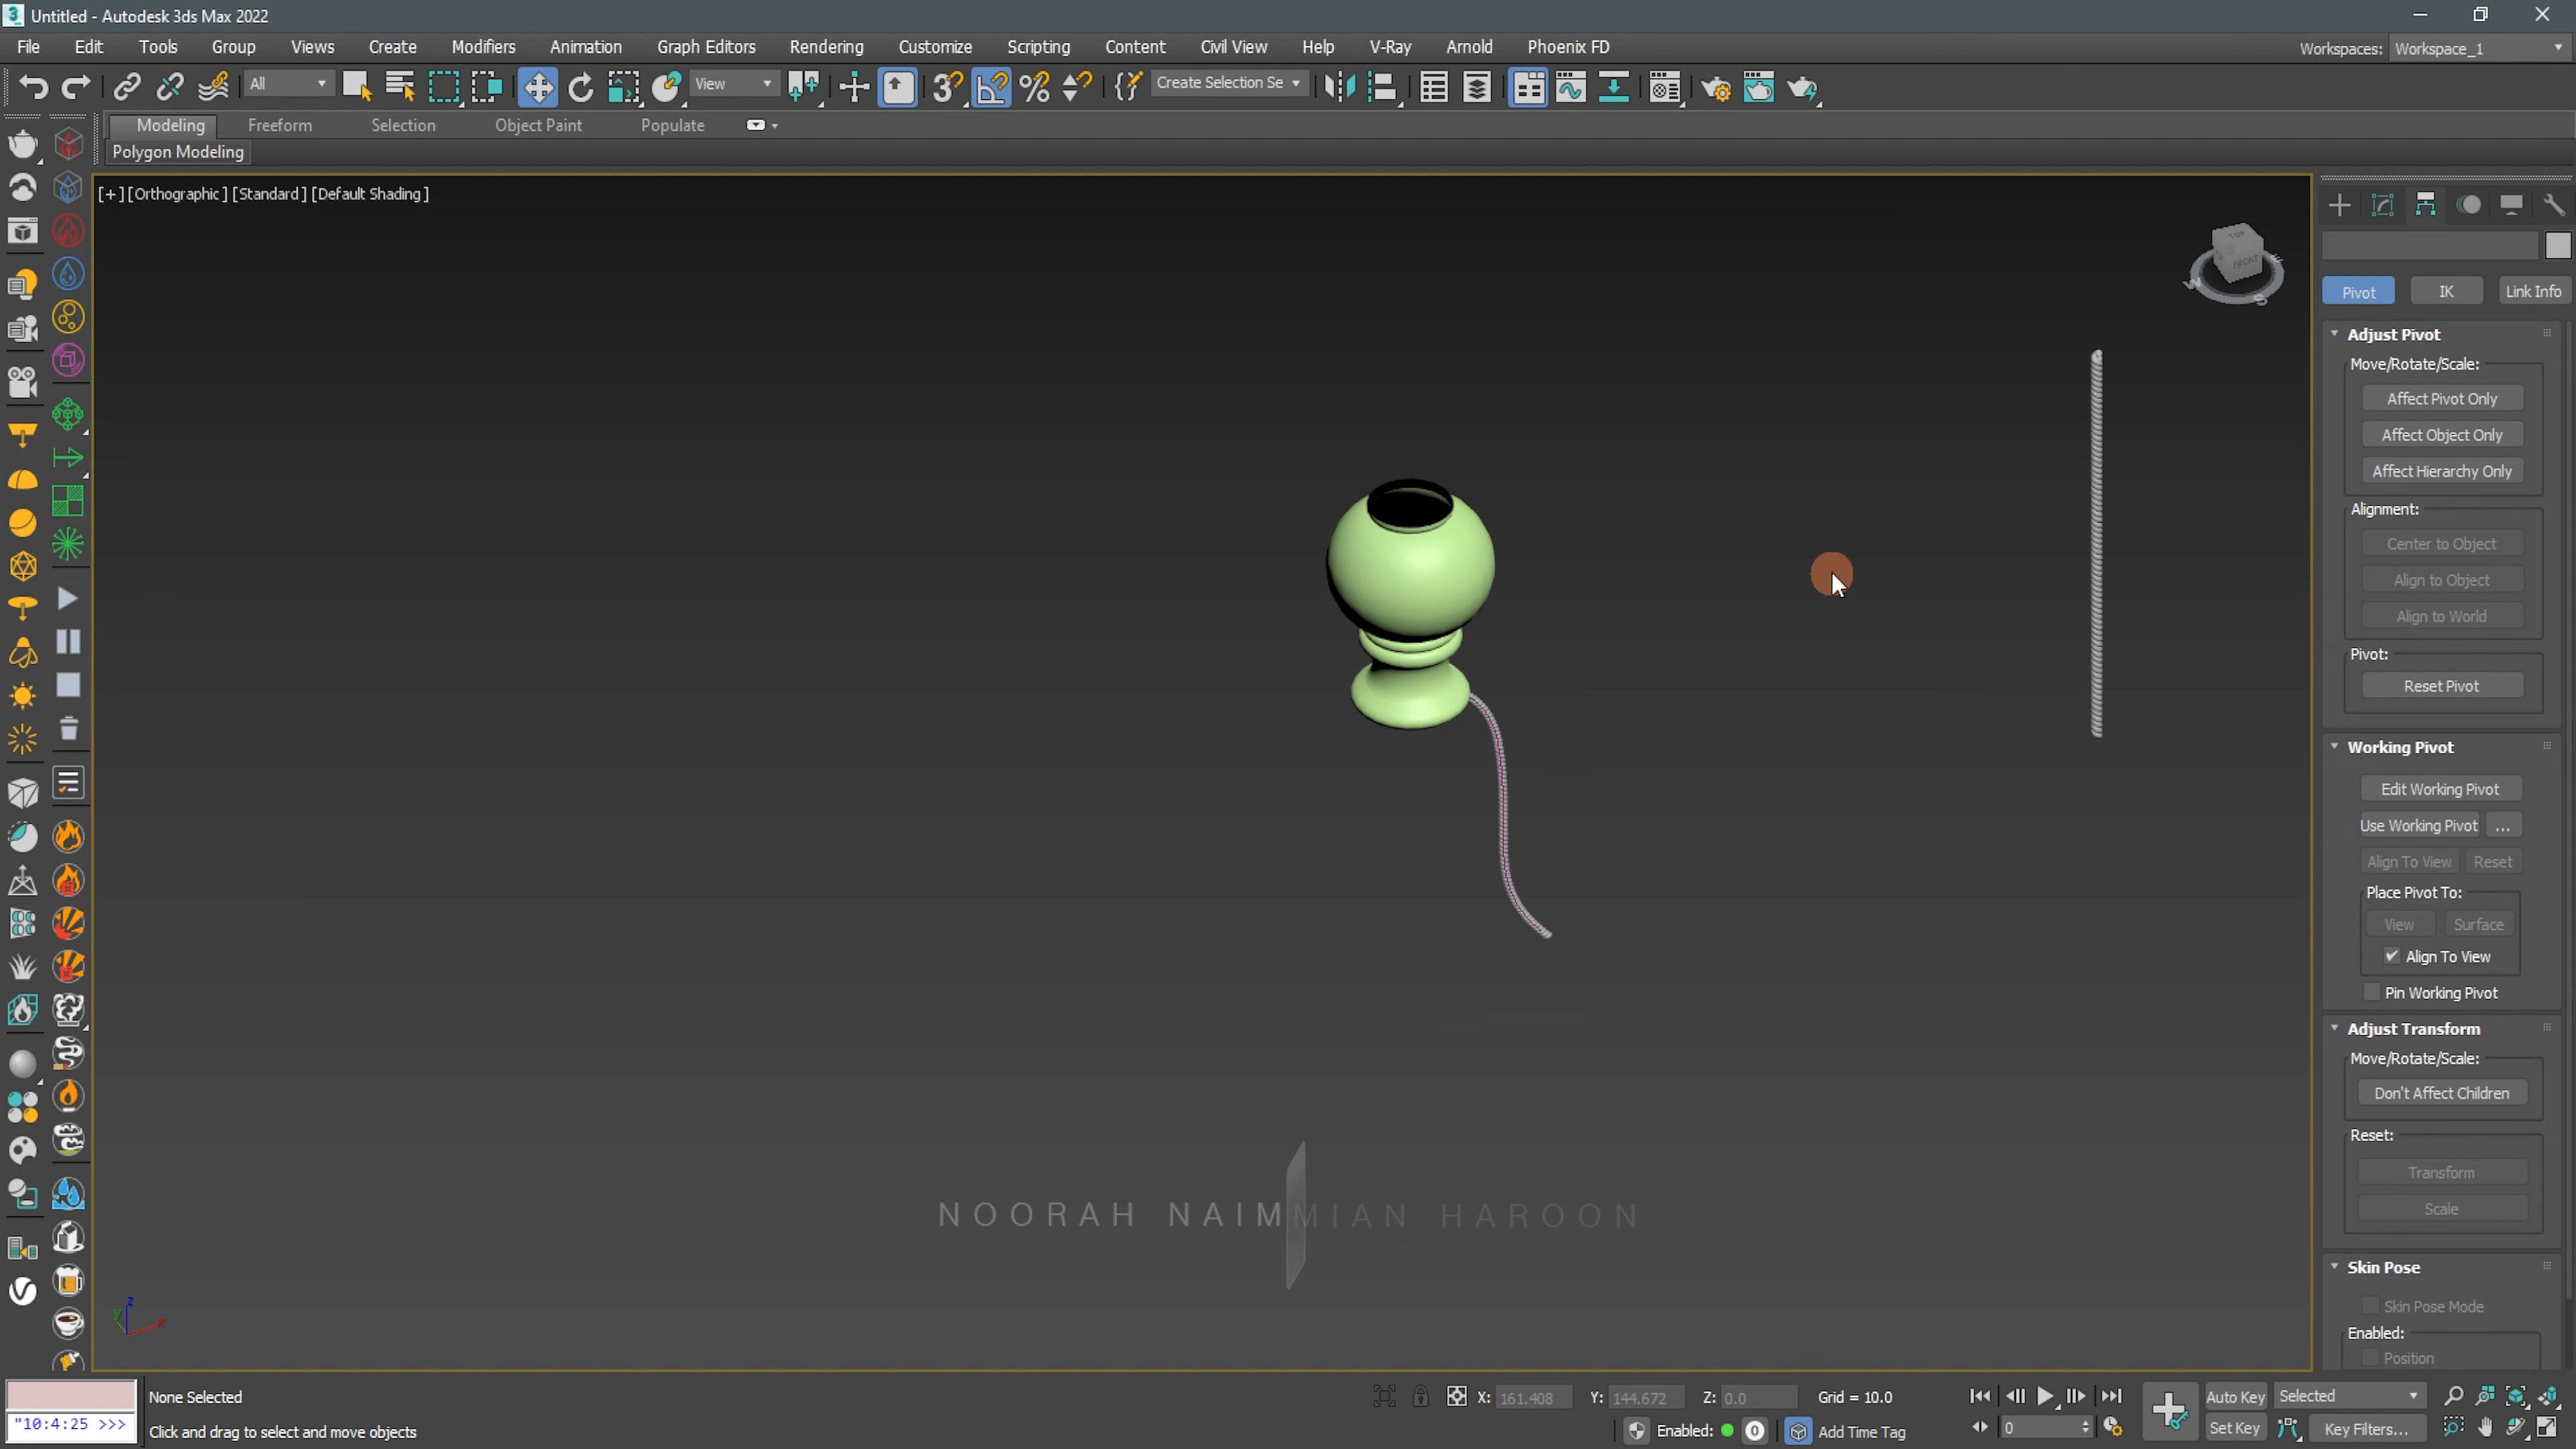 Untitled - Autodesk 3ds Max 2022
File Edit Tools Group Views Create Modifiers Animation Graph Editors Rendering Customize Scripting Content Civil View Help V-Ray Arnold Phoenix FD Workspaces: Workspace_1
All View Create Selection Se
Modeling Freeform Selection Object Paint Populate
Polygon Modeling
[+] [Orthographic] [Standard] [Default Shading]
TOP
FRONT
W
S
E
Pivot IK Link Info
Adjust Pivot
Move/Rotate/Scale:
Affect Pivot Only
Affect Object Only
Affect Hierarchy Only
Alignment:
Center to Object
Align to Object
Align to World
Pivot:
Reset Pivot
Working Pivot
Edit Working Pivot
Use Working Pivot ...
Align To View Reset
Place Pivot To:
View Surface
Align To View
Pin Working Pivot
Adjust Transform
Move/Rotate/Scale:
Don't Affect Children
Reset:
Transform
Scale
Skin Pose
Skin Pose Mode
Enabled:
Position
NOORAH NAIMMIAN HAROON
z
y
x
None Selected X: 161.408 Y: 144.672 Z: 0.0 Grid = 10.0 Auto Key Selected
"10:4:25 >>> Click and drag to select and move objects Enabled: 0 Add Time Tag 0 Set Key Key Filters...